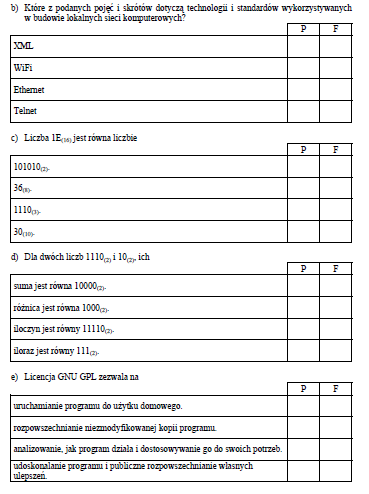 b) Które z podanych pojęć i skrótów dotyczą technologii i standardów wykorzystywanych
w budowie lokalnych sieci komputerowych?
P F
XML
WiFi
Ethernet
Telnet
c) Liczba 1E(16) jest równa liczbie
P F
101010(2).
36(8).
1110(3).
30(10).
d) Dla dwóch liczb 1110(2) i 10(2), ich
P F
suma jest równa 10000(2).
różnica jest równa 1000(2).
iloczyn jest równy 11110(2).
iloraz jest równy 111(2).
e) Licencja GNU GPL zezwala na
P F
uruchamianie programu do użytku domowego.
rozpowszechnianie niezmodyfikowanej kopii programu.
analizowanie, jak program działa i dostosowywanie go do swoich potrzeb.
udoskonalanie programu i publiczne rozpowszechnianie własnych
ulepszeń.